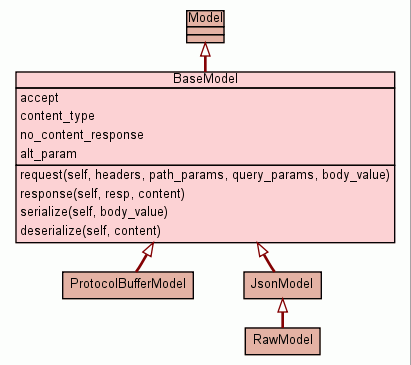 Model
BaseModel
accept
content_type
no_content_response
alt_param
request(self, headers, path_params, query_params, body_value)
response(self, resp, content)
serialize(self, body_value)
deserialize(self, content)
ProtocolBufferModel
JsonModel
RawModel